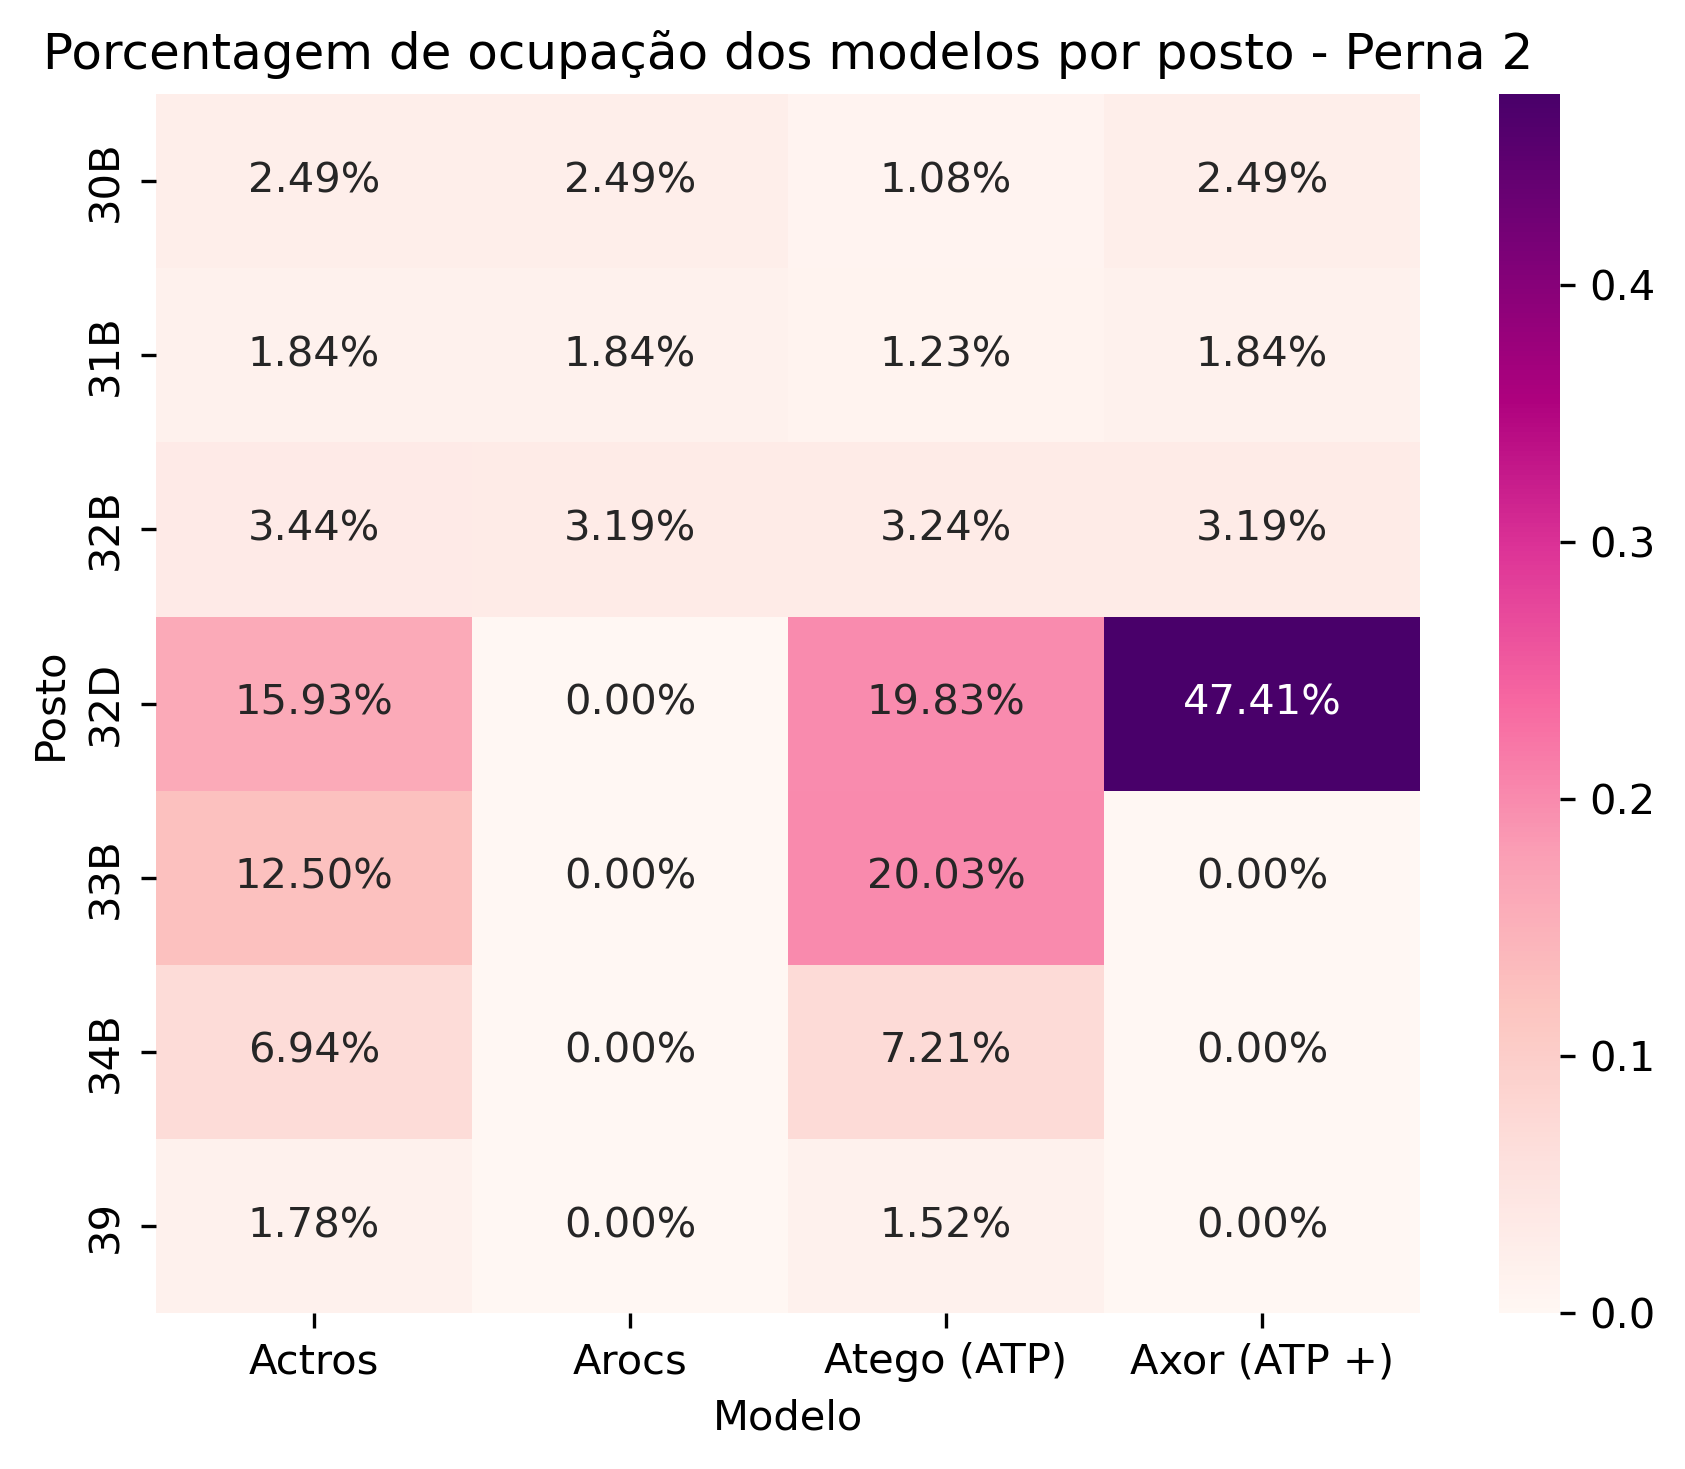 Porcentagem de ocupação dos modelos por posto - Perna 2
Posto
30B 2.49% 2.49% 1.08% 2.49%
31B 1.84% 1.84% 1.23% 1.84%
32B 3.44% 3.19% 3.24% 3.19%
32D 15.93% 0.00% 19.83% 47.41%
33B 12.50% 0.00% 20.03% 0.00%
34B 6.94% 0.00% 7.21% 0.00%
39 1.78% 0.00% 1.52% 0.00%
Actros Arocs Atego (ATP) Axor (ATP +)
Modelo
0.4
0.3
0.2
0.1
0.0